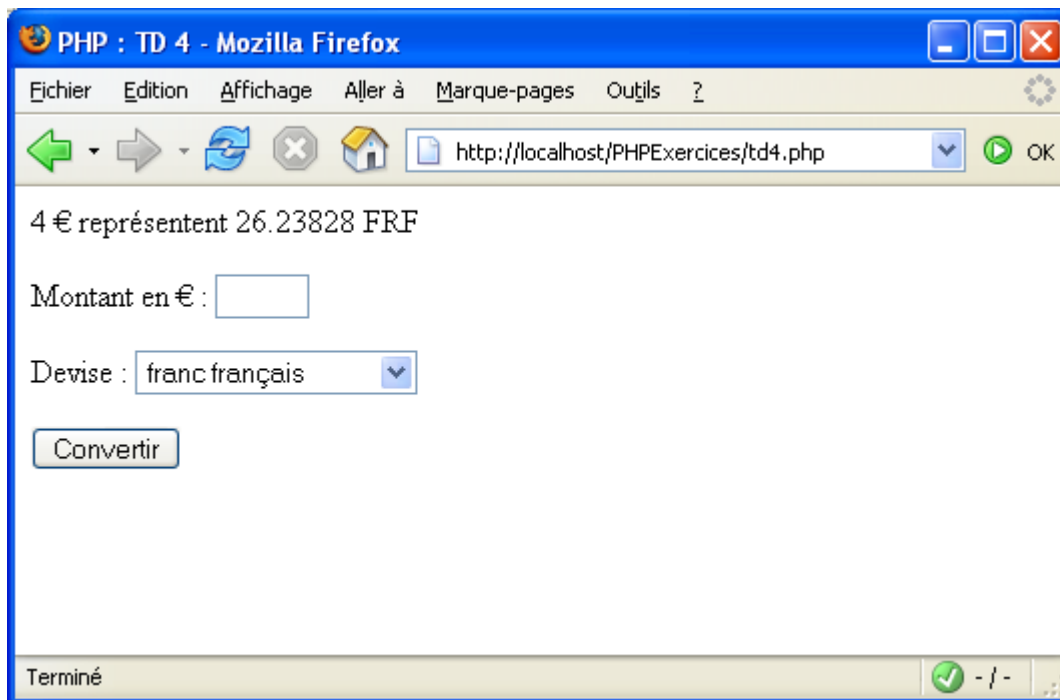 PHP : TD 4 - Mozilla Firefox
Fichier Edition Affichage Aller à Marque-pages Outils ?
http://localhost/PHPExercices/td4.php OK
4 € représentent 26.23828 FRF
Montant en € :
Devise : franc français
Convertir
Terminé - / -